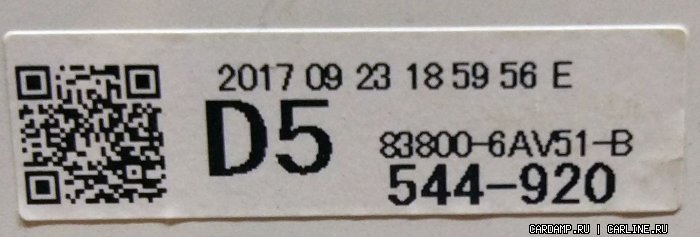 2017 09 23 18 59 56 E
D5
83800-6AV51-B
544-920
CARDAMP.RU | CARLINE.RU